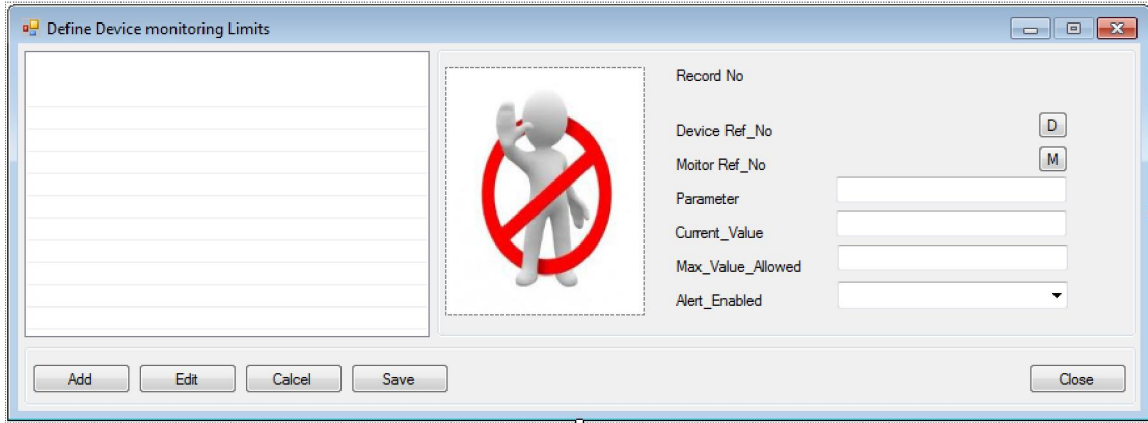 Define Device monitoring Limits
Record No
Device Ref_No
D
Moitor Ref_No
M
Parameter
Current_Value
Max_Value_Allowed
Alert_Enabled
Add
Edit
Calcel
Save
Close